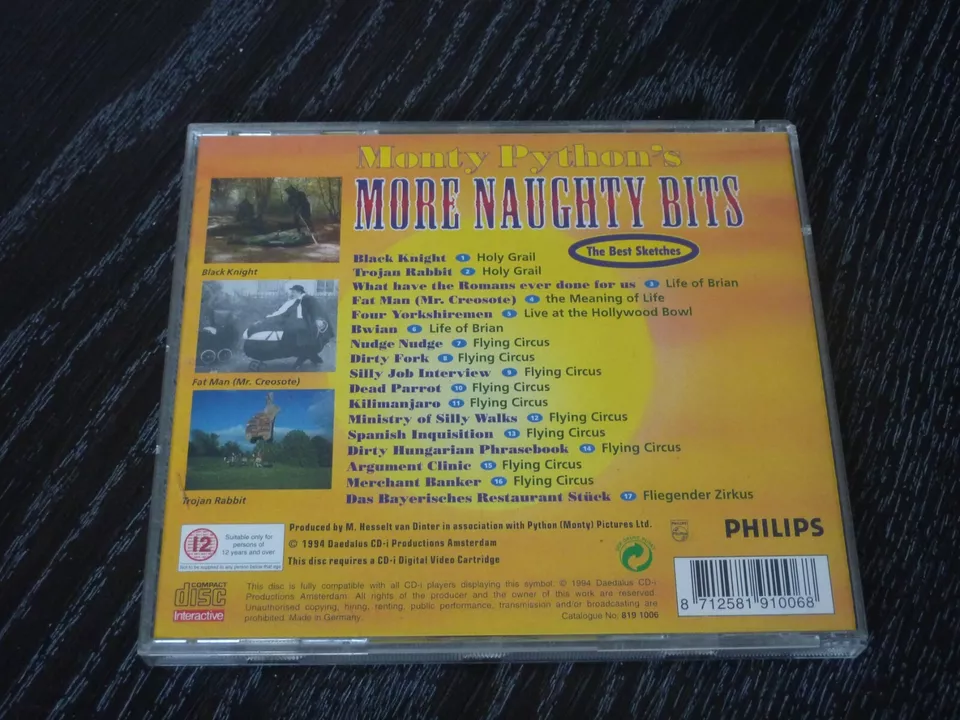 Monty Python's
MORE NAUGHTY BITS
The Best Sketches
Black Knight
Fat Man (Mr. Creosote)
Trojan Rabbit
Black Knight 1 Holy Grail
Trojan Rabbit 2 Holy Grail
What have the Romans ever done for us 3 Life of Brian
Fat Man (Mr. Creosote) 4 the Meaning of Life
Four Yorkshiremen 5 Live at the Hollywood Bowl
Bwian 6 Life of Brian
Nudge Nudge 7 Flying Circus
Dirty Fork 8 Flying Circus
Silly Job Interview 9 Flying Circus
Dead Parrot 10 Flying Circus
Kilimanjaro 11 Flying Circus
Ministry of Silly Walks 12 Flying Circus
Spanish Inquisition 13 Flying Circus
Dirty Hungarian Phrasebook 14 Flying Circus
Argument Clinic 15 Flying Circus
Merchant Banker 16 Flying Circus
Das Bayerisches Restaurant Stück 17 Fliegender Zirkus
12
Suitable only for
persons of
12 years and over
Not to be supplied to any person below that age
Produced by M. Hesselt van Dinter in association with Python (Monty) Pictures Ltd.
© 1994 Daedalus CD-i Productions Amsterdam
This disc requires a CD-i Digital Video Cartridge
PHILIPS
COMPACT
disc
Interactive
This disc is fully compatible with all CD-i players displaying this symbol. © 1994 Daedalus CD-i
Productions Amsterdam. All rights of the producer and the owner of this work are reserved.
Unauthorised copying, hiring, renting, public performance, transmission and/or broadcasting are
prohibited. Made in Germany.
Catalogue No: 819 1006
8 712581 910068